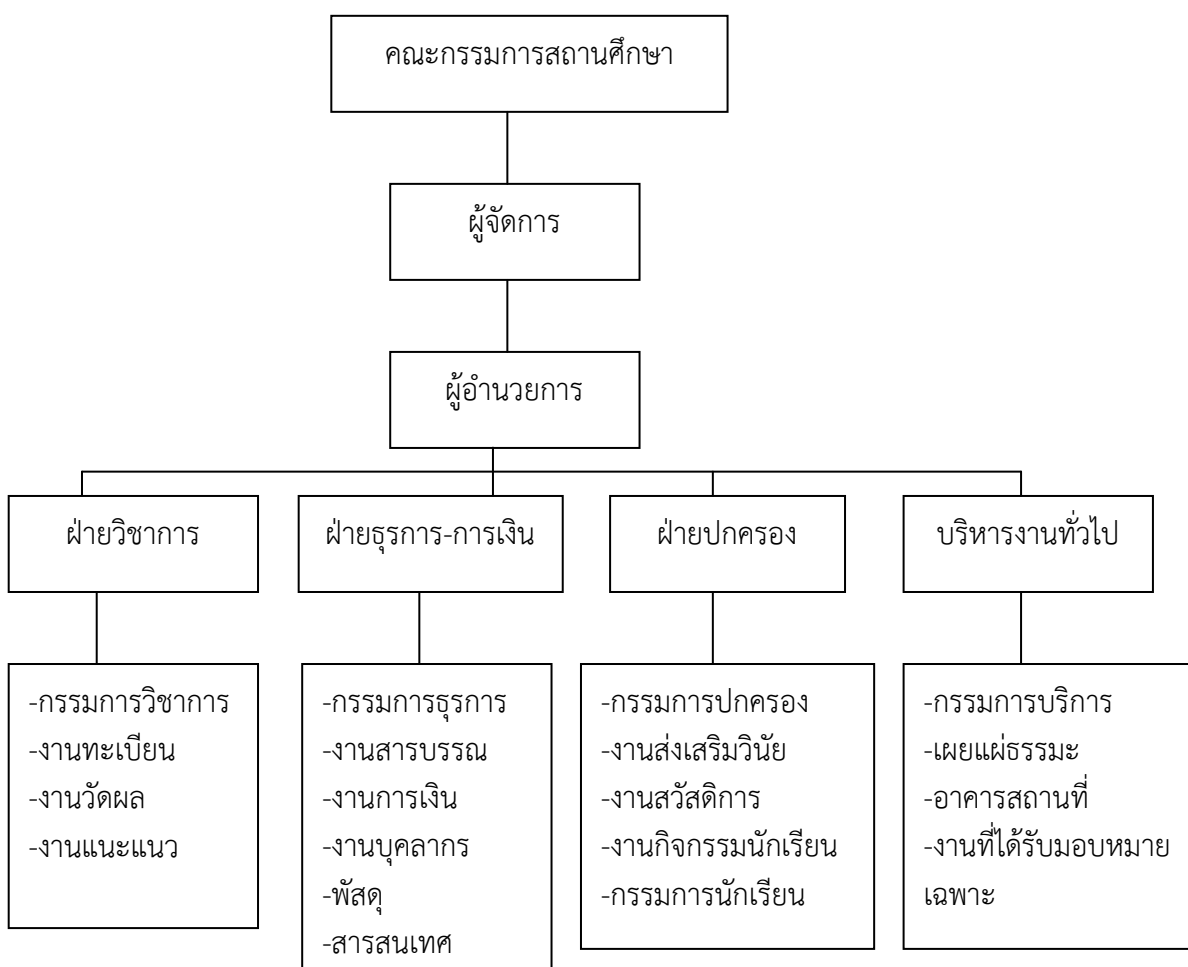 คณะกรรมการสถานศึกษา
ผู้จัดการ
ผู้อำนวยการ
ฝ่ายวิชาการ
ฝ่ายธุรการ-การเงิน
ฝ่ายปกครอง
บริหารงานทั่วไป
-กรรมการวิชาการ
-งานทะเบียน
-งานวัดผล
-งานแนะแนว
-กรรมการธุรการ
-งานสารบรรณ
-งานการเงิน
-งานบุคลากร
-พัสดุ
-สารสนเทศ
-กรรมการปกครอง
-งานส่งเสริมวินัย
-งานสวัสดิการ
-งานกิจกรรมนักเรียน
-กรรมการนักเรียน
-กรรมการบริการ
-เผยแผ่ธรรมะ
-อาคารสถานที่
-งานที่ได้รับมอบหมาย
เฉพาะ